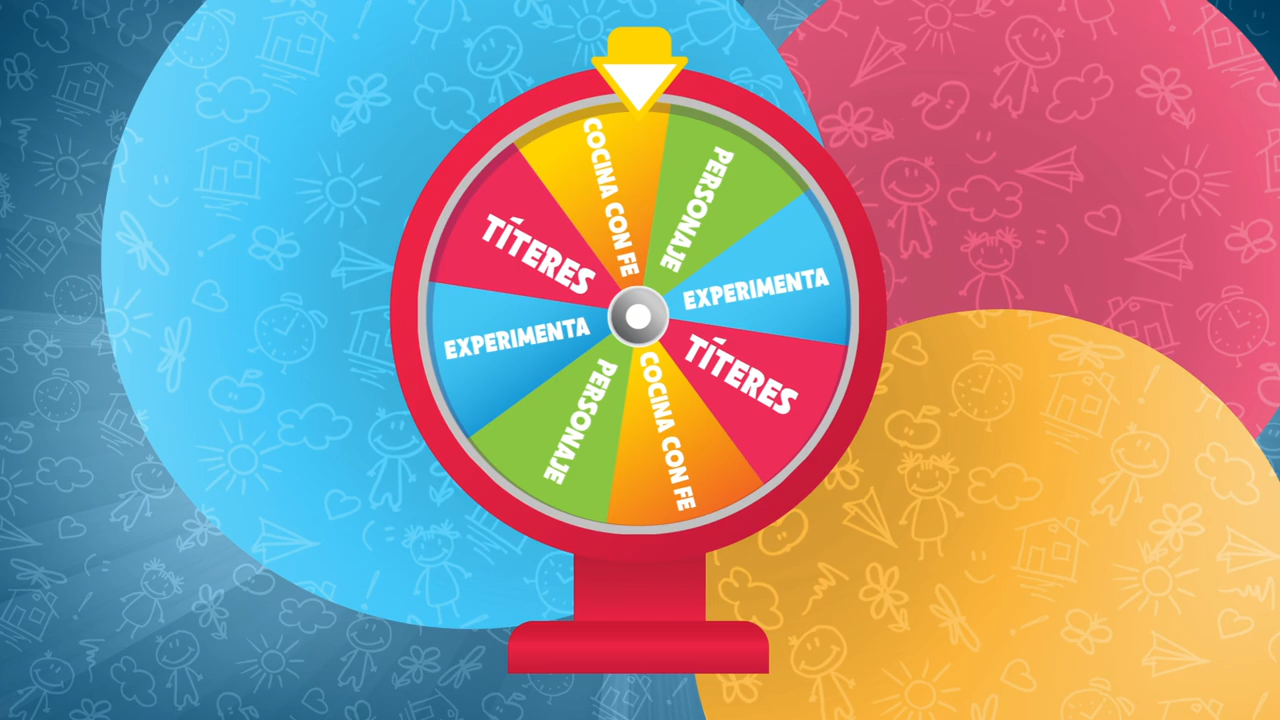 COCINA CON FE
PERSONAJE
EXPERIMENTA
TÍTERES
COCINA CON FE
PERSONAJE
EXPERIMENTA
TÍTERES